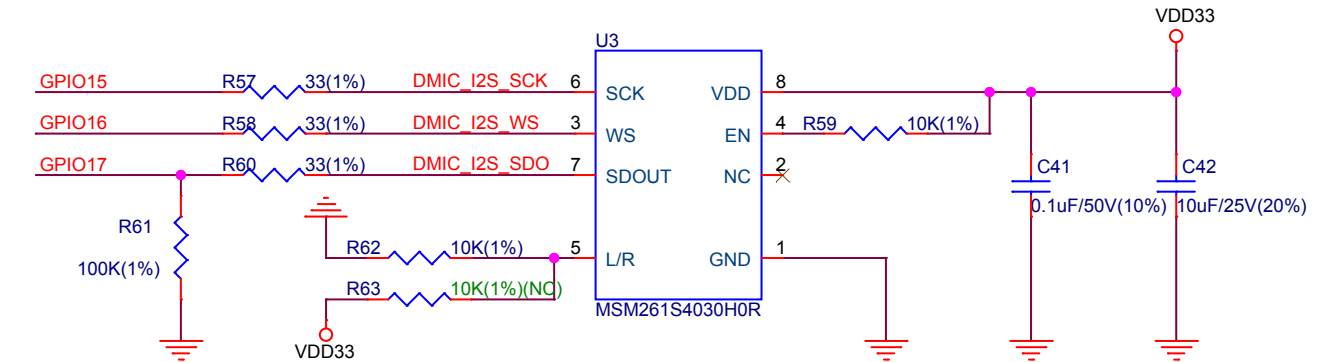 VDD33
U3
GPIO15 R57 33(1%) DMIC_I2S_SCK 6 SCK VDD 8
GPIO16 R58 33(1%) DMIC_I2S_WS 3 WS EN 4 R59 10K(1%)
GPIO17 R60 33(1%) DMIC_I2S_SDO 7 SDOUT NC 2
C41 C42
0.1uF/50V(10%) 10uF/25V(20%)
R61
100K(1%)
R62 10K(1%) 5 L/R GND 1
R63 10K(1%)(NC)
MSM261S4030H0R
VDD33